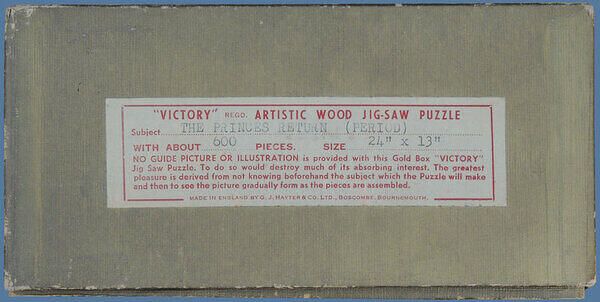 "VICTORY" REGD. ARTISTIC WOOD JIG-SAW PUZZLE
Subject THE PRINCES RETURN (PERIOD)
WITH ABOUT 600 PIECES. SIZE 24" x 13"
NO GUIDE PICTURE OR ILLUSTRATION is provided with this Gold Box "VICTORY"
Jig Saw Puzzle. To do so would destroy much of its absorbing interest. The greatest
pleasure is derived from not knowing beforehand the subject which the Puzzle will make
and then to see the picture gradually form as the pieces are assembled.
MADE IN ENGLAND BY G. J. HAYTER & CO. LTD., BOSCOMBE, BOURNEMOUTH.